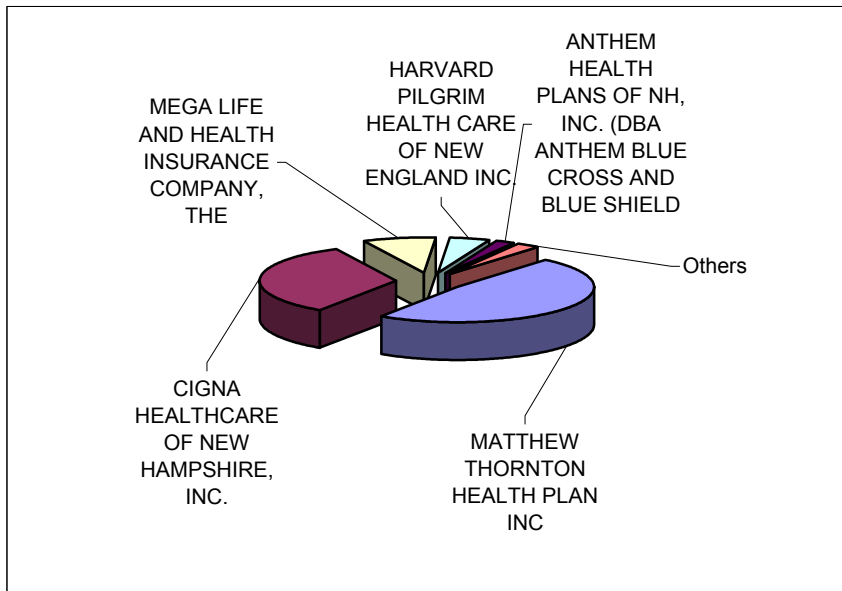 MEGA LIFE
AND HEALTH
INSURANCE
COMPANY,
THE
HARVARD
PILGRIM
HEALTH CARE
OF NEW
ENGLAND INC.
ANTHEM
HEALTH
PLANS OF NH,
INC. (DBA
ANTHEM BLUE
CROSS AND
BLUE SHIELD
Others
CIGNA
HEALTHCARE
OF NEW
HAMPSHIRE,
INC.
MATTHEW
THORNTON
HEALTH PLAN
INC